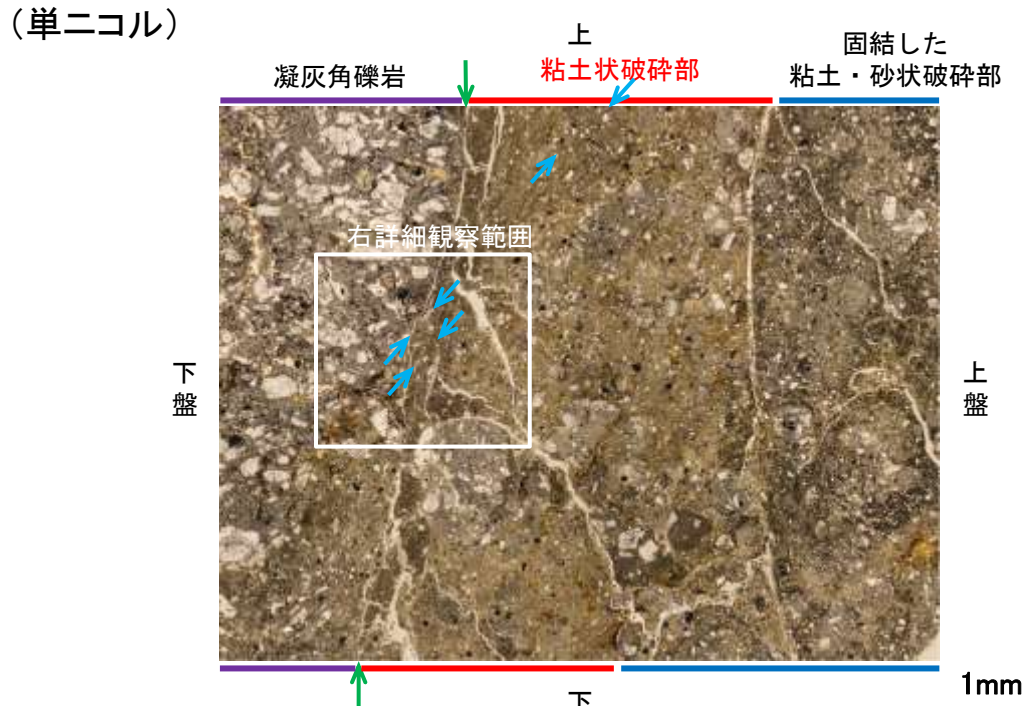 （単ニコル）
上
凝灰角礫岩
粘土状破砕部
固結した
粘土・砂状破砕部
右詳細観察範囲
下
盤
上
盤
下
1mm